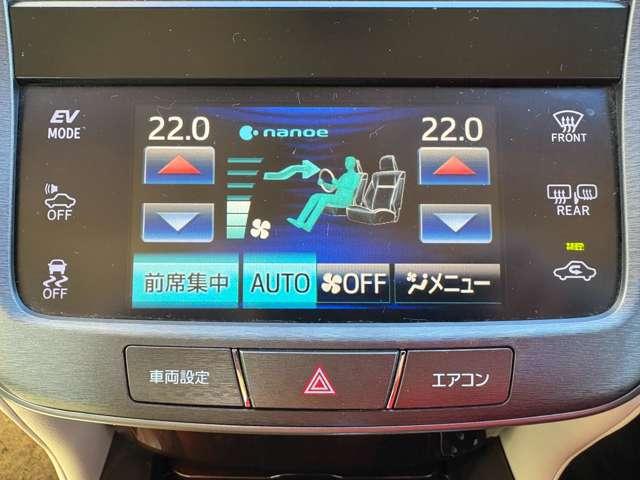 EV
MODE
22.0
nanoe
22.0
FRONT
OFF
REAR
OFF
前席集中
AUTO
OFF
メニュー
車両設定
エアコン